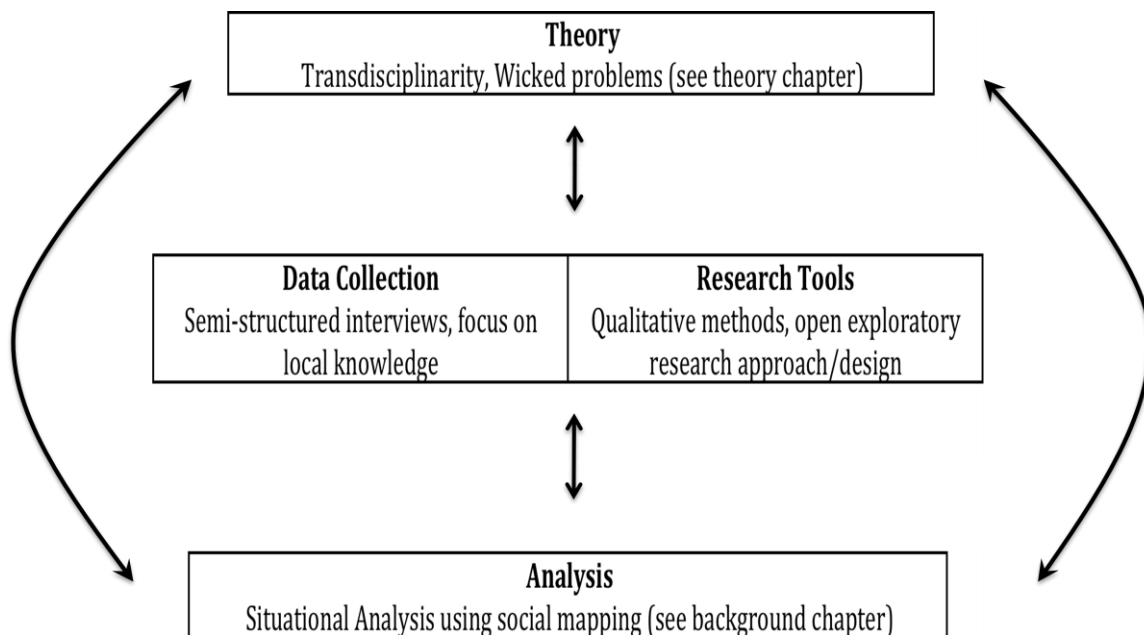 Theory
Transdisciplinarity, Wicked problems (see theory chapter)
Data Collection
Semi-structured interviews, focus on
local knowledge
Research Tools
Qualitative methods, open exploratory
research approach/design
Analysis
Situational Analysis using social mapping (see background chapter)